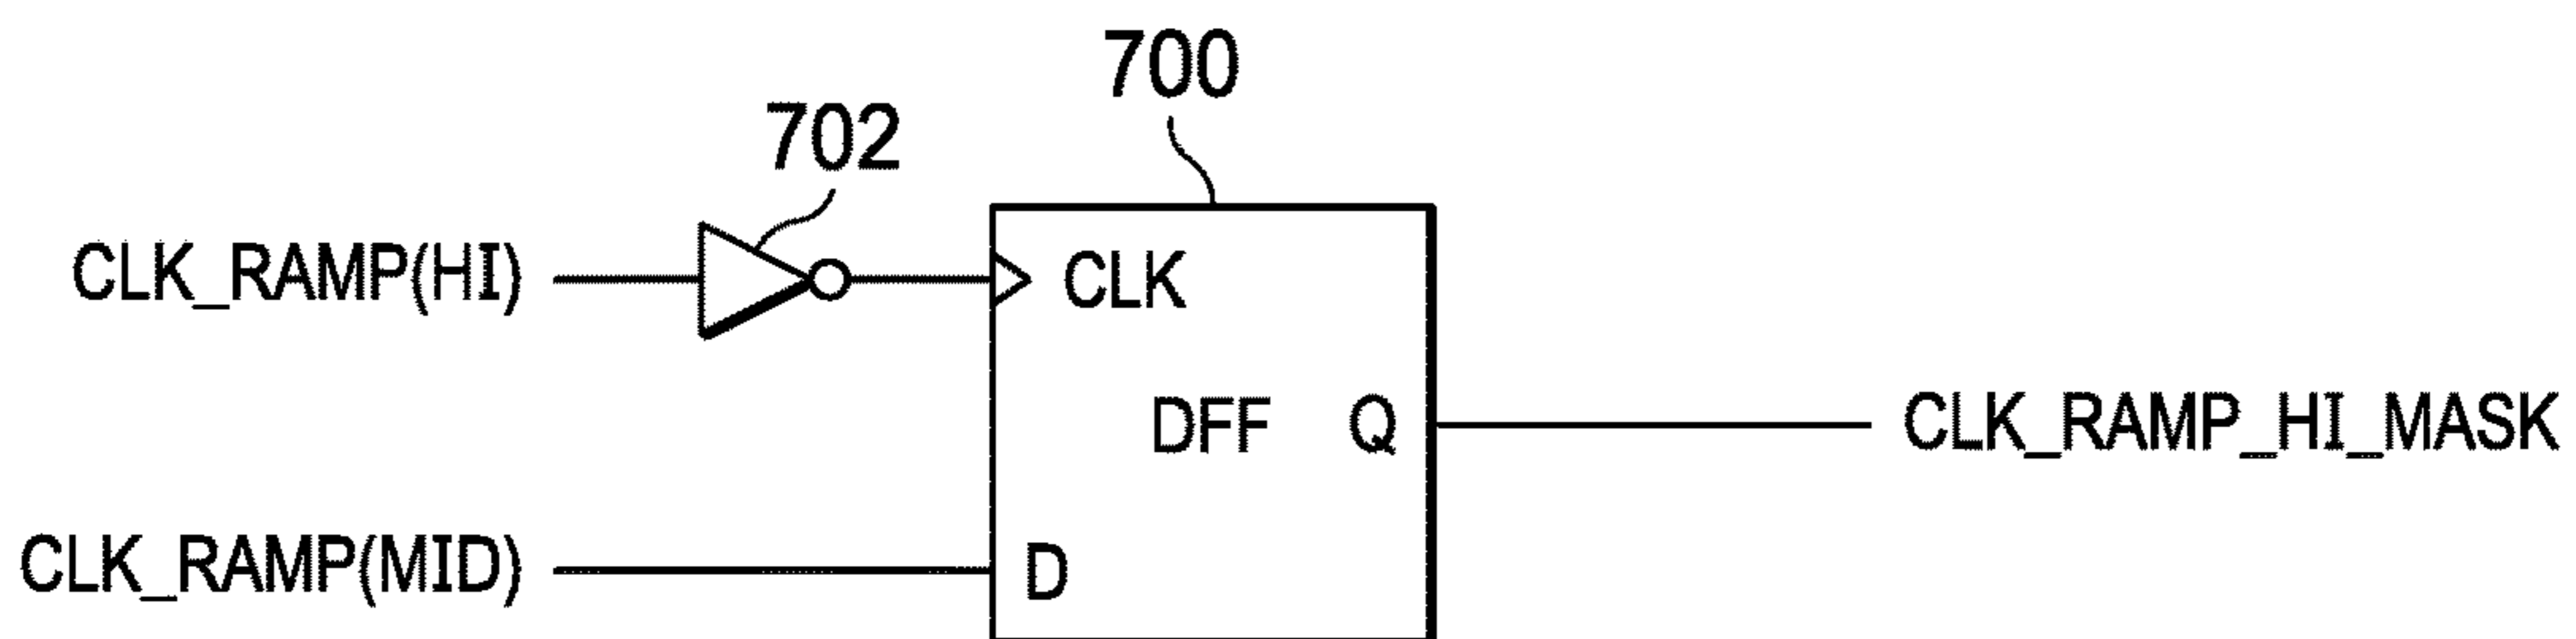 700
702
CLK_RAMP(HI)
CLK
DFF Q
CLK_RAMP_HI_MASK
CLK_RAMP(MID)
D